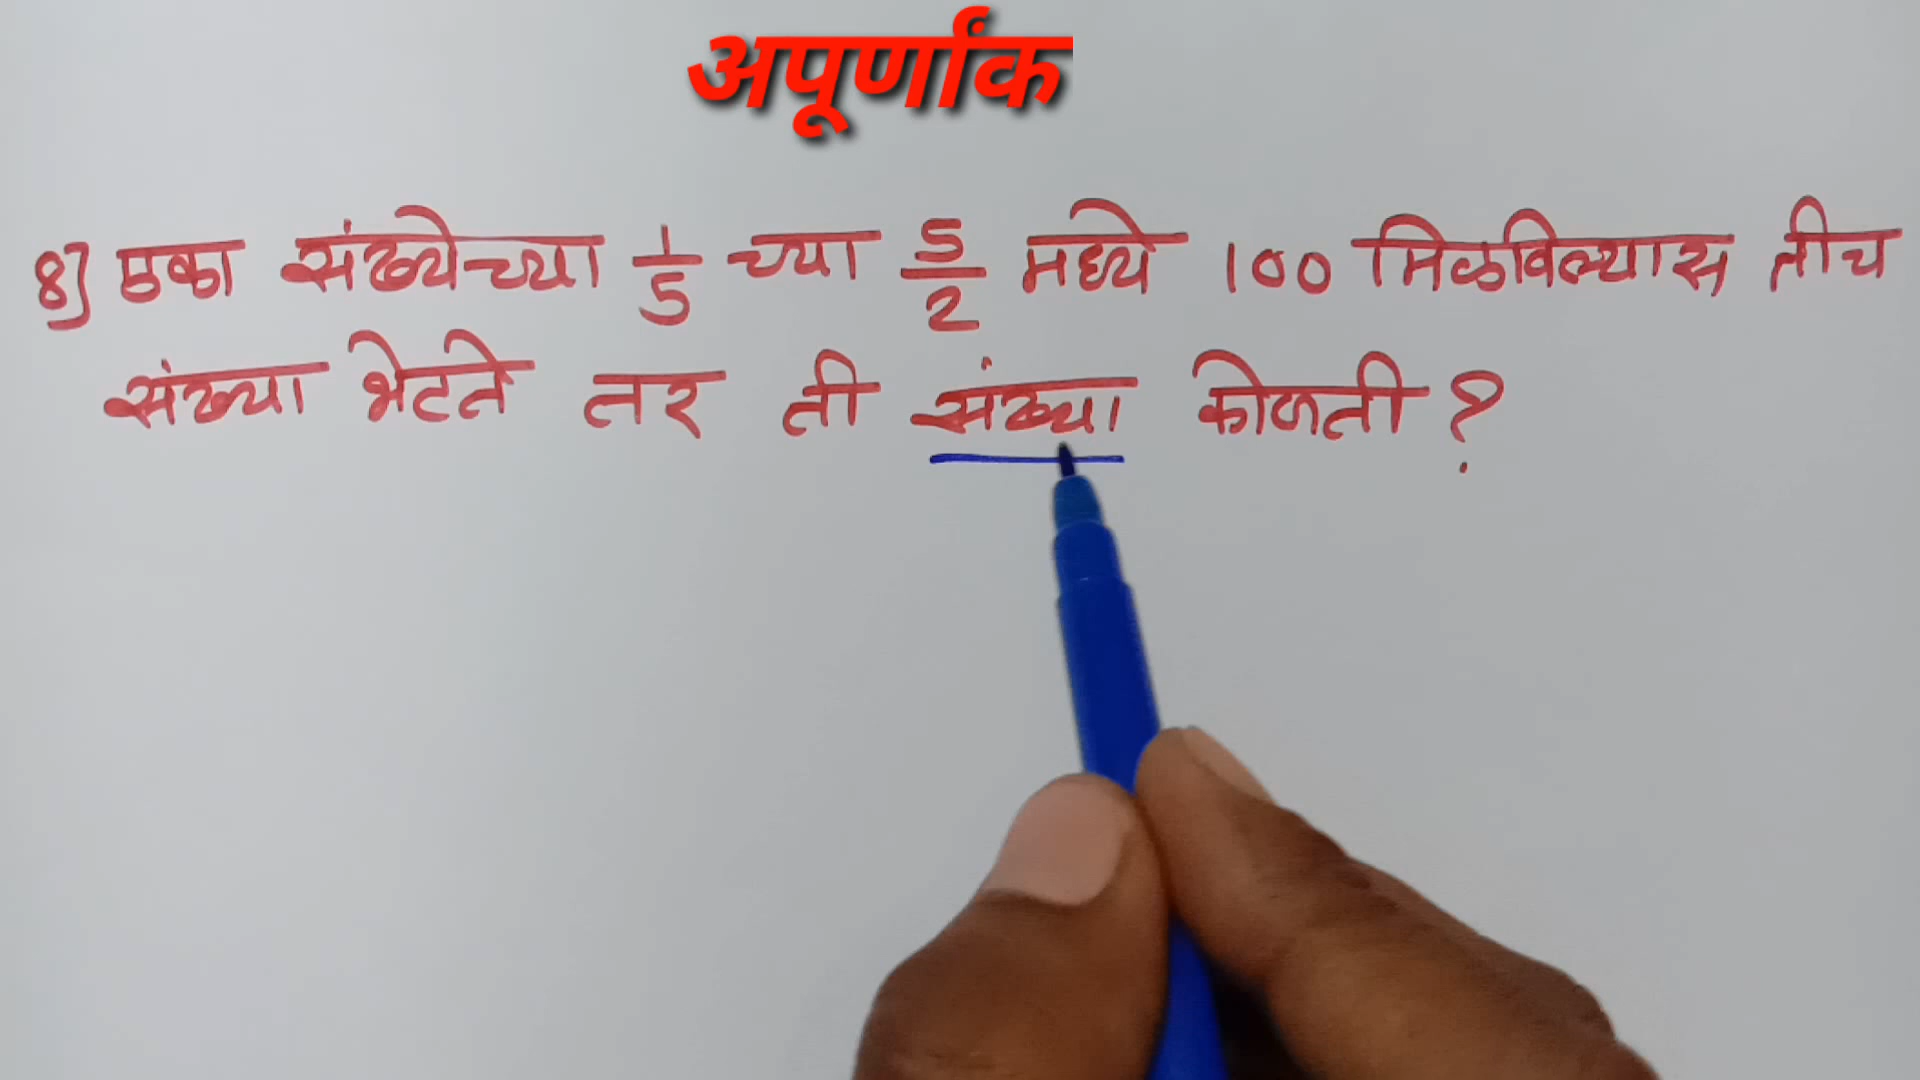 अपूर्णांक
8] एका संख्येच्या 1/5 च्या 5/2 मध्ये 100 मिळविल्यास तीच
संख्या भेटते तर ती संख्या कोणती ?